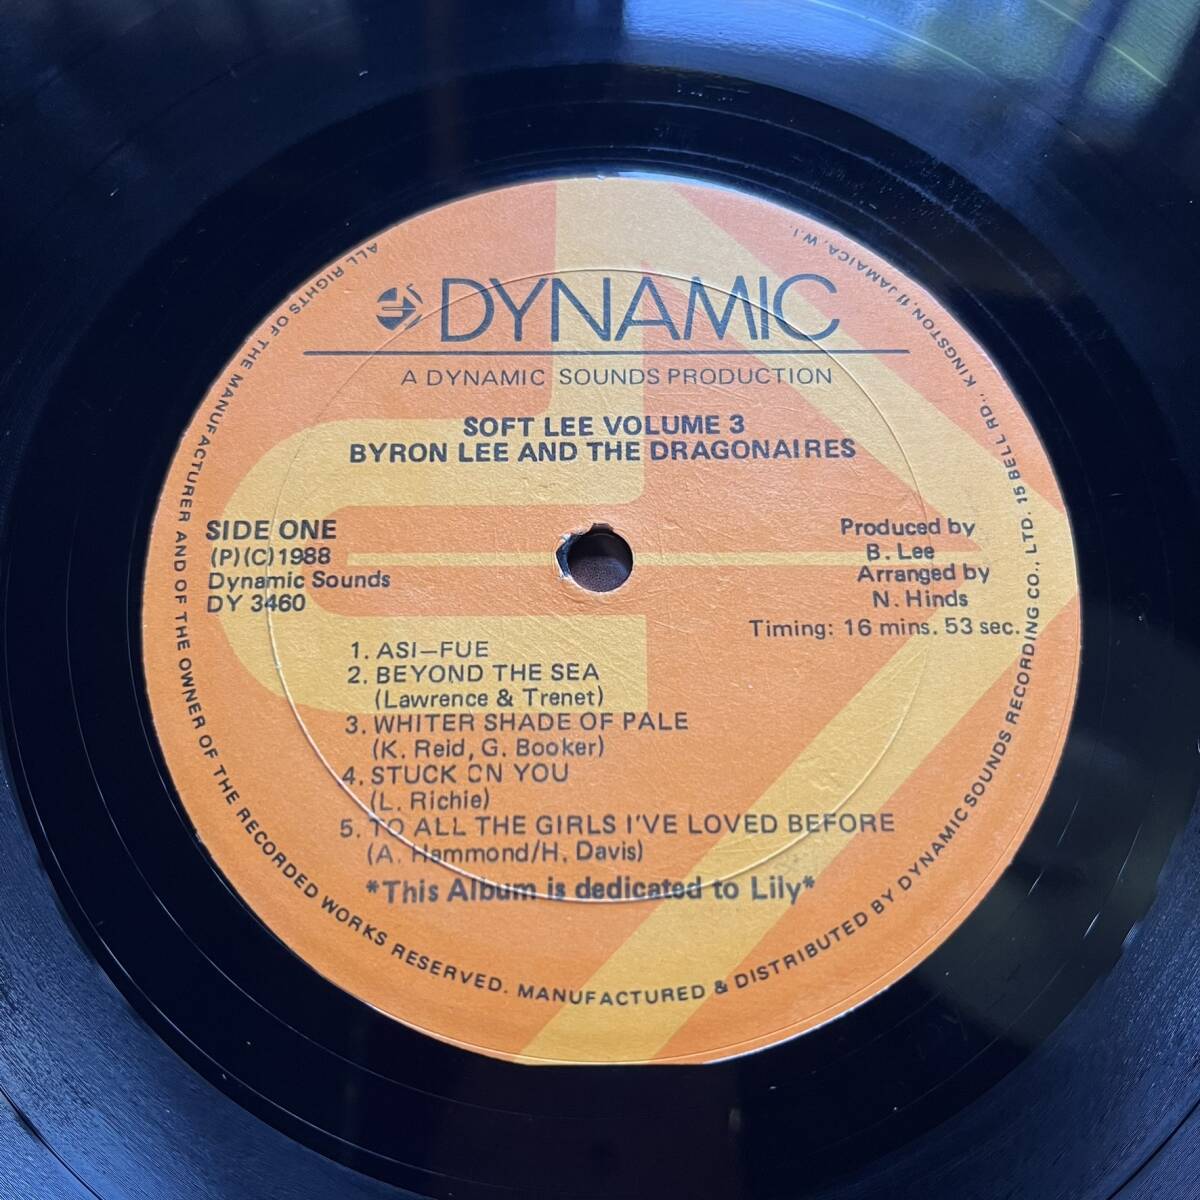 DYNAMIC
A DYNAMIC SOUNDS PRODUCTION
SOFT LEE VOLUME 3
BYRON LEE AND THE DRAGONAIRES
SIDE ONE
(P)(C)1988
Dynamic Sounds
DY 3460
Produced by
B. Lee
Arranged by
N. Hinds
Timing: 16 mins. 53 sec.
1. ASI-FUE
2. BEYOND THE SEA
(Lawrence & Trenet)
3. WHITER SHADE OF PALE
(K. Reid, G. Booker)
4. STUCK ON YOU
(L. Richie)
5. TO ALL THE GIRLS I'VE LOVED BEFORE
(A. Hammond/H. Davis)
*This Album is dedicated to Lily*
ALL RIGHTS OF THE MANUFACTURER AND OF THE OWNER OF THE RECORDED WORKS RESERVED. MANUFACTURED & DISTRIBUTED BY DYNAMIC SOUNDS RECORDING CO., LTD. 15 BELL RD., KINGSTON, 11 JAMAICA, W.I.